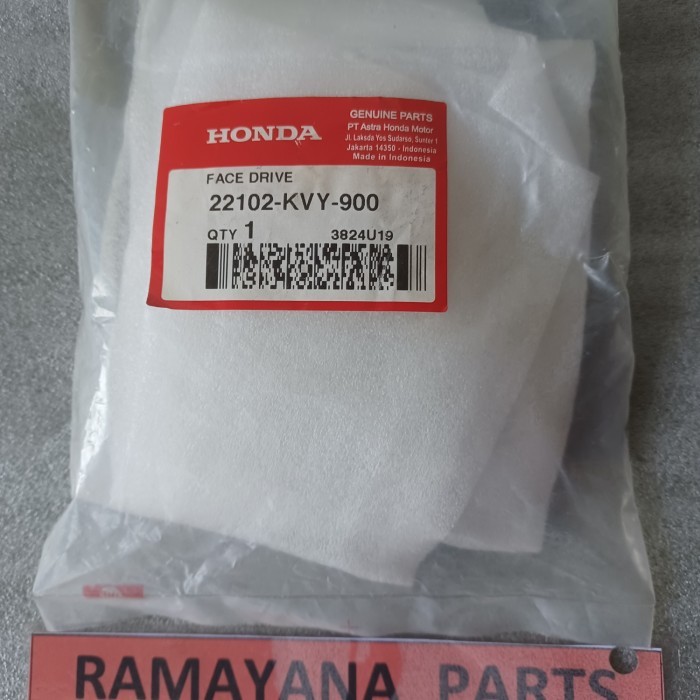 HONDA
GENUINE PARTS
PT Astra Honda Motor
Jl. Laksda Yos Sudarso, Sunter 1
Jakarta 14350 - Indonesia
Made in Indonesia
FACE DRIVE
22102-KVY-900
QTY 1 3824U19
RAMAYANA PARTS